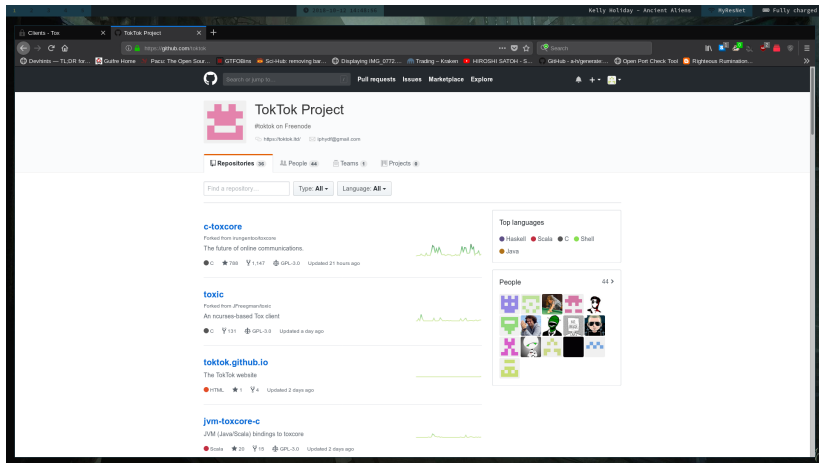 Kelly Holiday - Ancient Aliens
MyResNet
Fully charged
Clients - Tox
TokTok Project
https://github.com/toktok
Search
Devhints — TL;DR for...
Guifre Home
Pacu: The Open Sour...
GTFOBins
Sci-Hub: removing bar...
Displaying IMG_0772....
Trading – Kraken
HIROSHI SATOH - S...
GitHub - a-h/generate:...
Open Port Check Tool
Righteous Rumination...
Search or jump to...
Pull requests
Issues
Marketplace
Explore
TokTok Project
#toktok on Freenode
https://toktok.ltd/
iphydf@gmail.com
Repositories 30
People 44
Teams 1
Projects 0
Find a repository...
Type: All
Language: All
c-toxcore
Forked from irungentoo/toxcore
The future of online communications.
C 788 1,147 GPL-3.0 Updated 21 hours ago
toxic
Forked from JFreegman/toxic
An ncurses-based Tox client
C 131 GPL-3.0 Updated a day ago
toktok.github.io
The TokTok website
HTML 1 4 Updated 2 days ago
jvm-toxcore-c
JVM (Java/Scala) bindings to toxcore
Scala 20 19 GPL-3.0 Updated 2 days ago
Top languages
Haskell Scala C Shell
Java
People 44